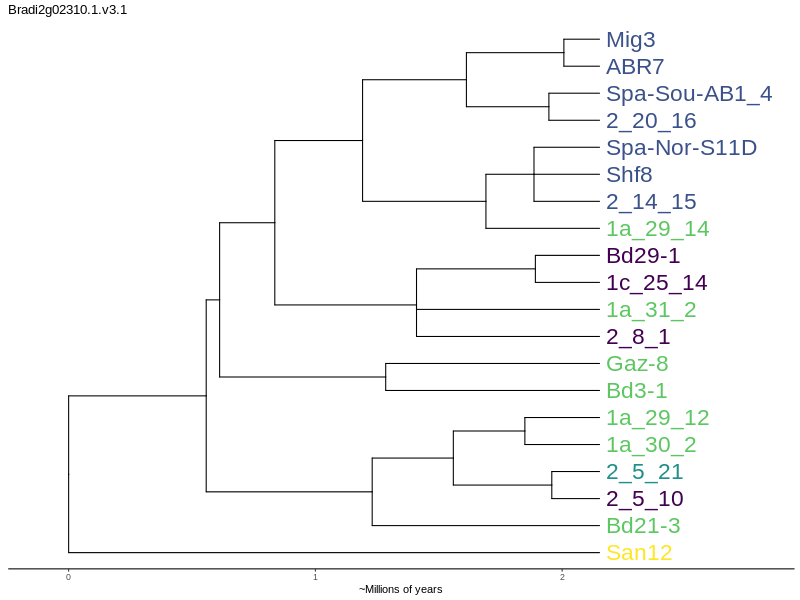 Bradi2g02310.1.v3.1
Mig3
ABR7
Spa-Sou-AB1_4
2_20_16
Spa-Nor-S11D
Shf8
2_14_15
1a_29_14
Bd29-1
1c_25_14
1a_31_2
2_8_1
Gaz-8
Bd3-1
1a_29_12
1a_30_2
2_5_21
2_5_10
Bd21-3
San12
0 1 2
~Millions of years